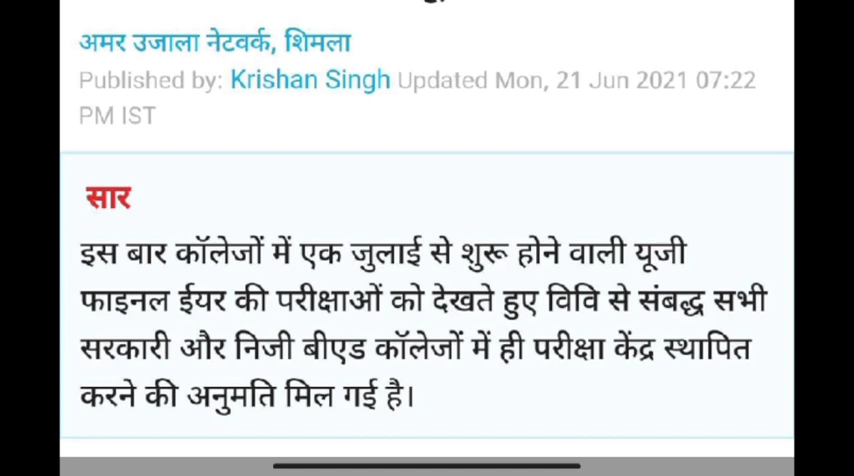 अमर उजाला नेटवर्क, शिमला
Published by: Krishan Singh Updated Mon, 21 Jun 2021 07:22
PM IST
सार
इस बार कॉलेजों में एक जुलाई से शुरू होने वाली यूजी
फाइनल ईयर की परीक्षाओं को देखते हुए विवि से संबद्ध सभी
सरकारी और निजी बीएड कॉलेजों में ही परीक्षा केंद्र स्थापित
करने की अनुमति मिल गई है।